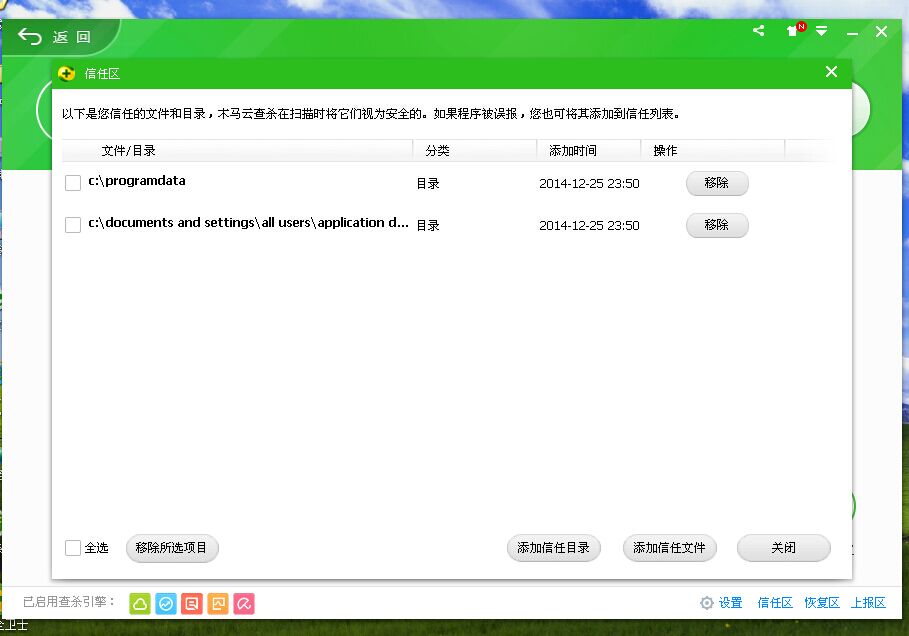 返 回
N
信任区
以下是您信任的文件和目录，木马云查杀在扫描时将它们视为安全的。如果程序被误报，您也可将其添加到信任列表。
文件/目录 分类 添加时间 操作
c:\programdata 目录 2014-12-25 23:50 移除
c:\documents and settings\all users\application d... 目录 2014-12-25 23:50 移除
全选 移除所选项目 添加信任目录 添加信任文件 关闭
已启用查杀引擎： 设置 信任区 恢复区 上报区
卫士